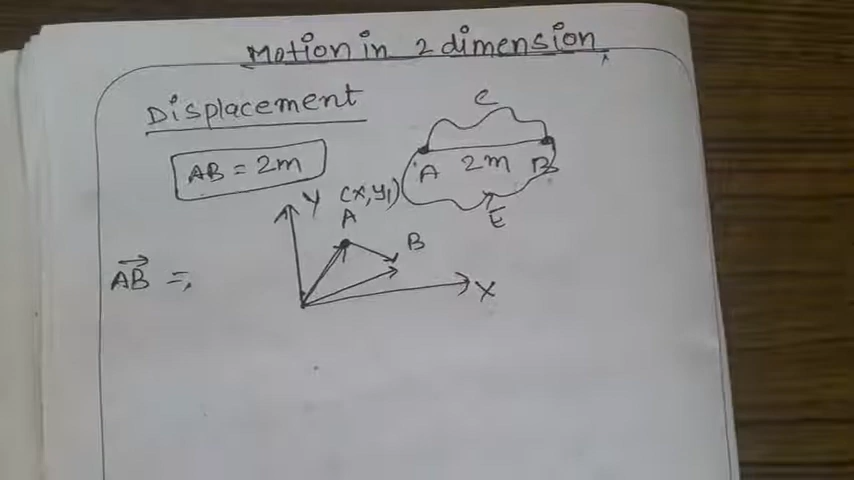 Motion in 2 dimension
Displacement
C
AB = 2m
A 2m B
E
Y (x, y1)
A
B
AB =
X